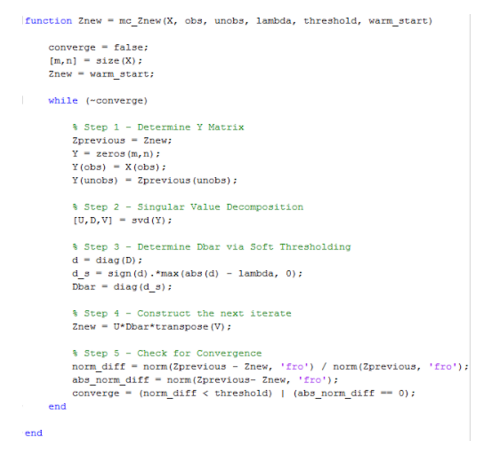 function Znew = mc_Znew(X, obs, unobs, lambda, threshold, warm_start)
converge = false;
[m,n] = size(X);
Znew = warm_start;
while (~converge)
% Step 1 - Determine Y Matrix
Zprevious = Znew;
Y = zeros(m,n);
Y(obs) = X(obs);
Y(unobs) = Zprevious(unobs);
% Step 2 - Singular Value Decomposition
[U,D,V] = svd(Y);
% Step 3 - Determine Dbar via Soft Thresholding
d = diag(D);
d_s = sign(d).*max(abs(d) - lambda, 0);
Dbar = diag(d_s);
% Step 4 - Construct the next iterate
Znew = U*Dbar*transpose(V);
% Step 5 - Check for Convergence
norm_diff = norm(Zprevious - Znew, 'fro') / norm(Zprevious, 'fro');
abs_norm_diff = norm(Zprevious- Znew, 'fro');
converge = (norm_diff < threshold) | (abs_norm_diff == 0);
end
end